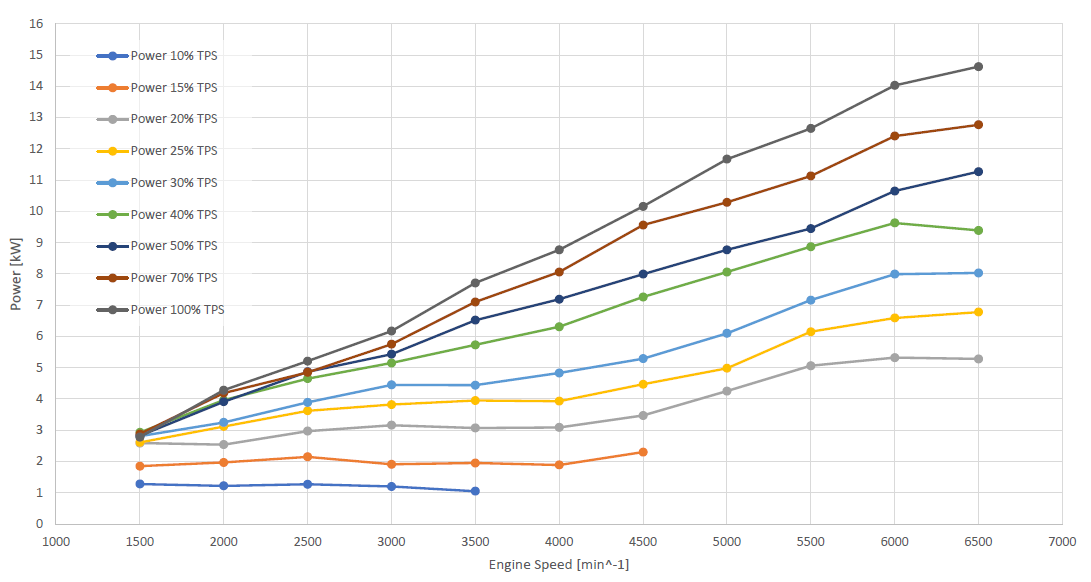 16
15
14
13
12
11
10
9
8
7
6
5
4
3
2
1
0
Power [kW]
Power 10% TPS
Power 15% TPS
Power 20% TPS
Power 25% TPS
Power 30% TPS
Power 40% TPS
Power 50% TPS
Power 70% TPS
Power 100% TPS
1000 1500 2000 2500 3000 3500 4000 4500 5000 5500 6000 6500 7000
Engine Speed [min^-1]